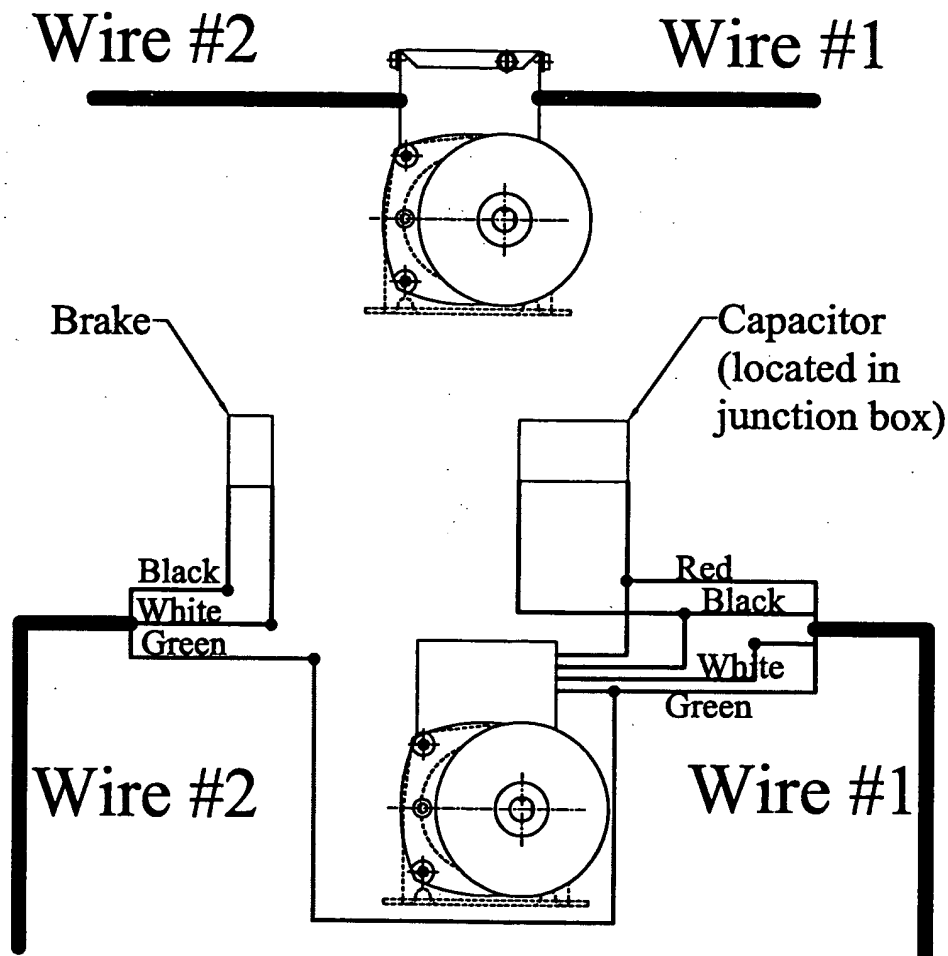 Wire #2
Wire #1
Brake
Capacitor
(located in
junction box)
Black
White
Green
Red
Black
White
Green
Wire #2
Wire #1